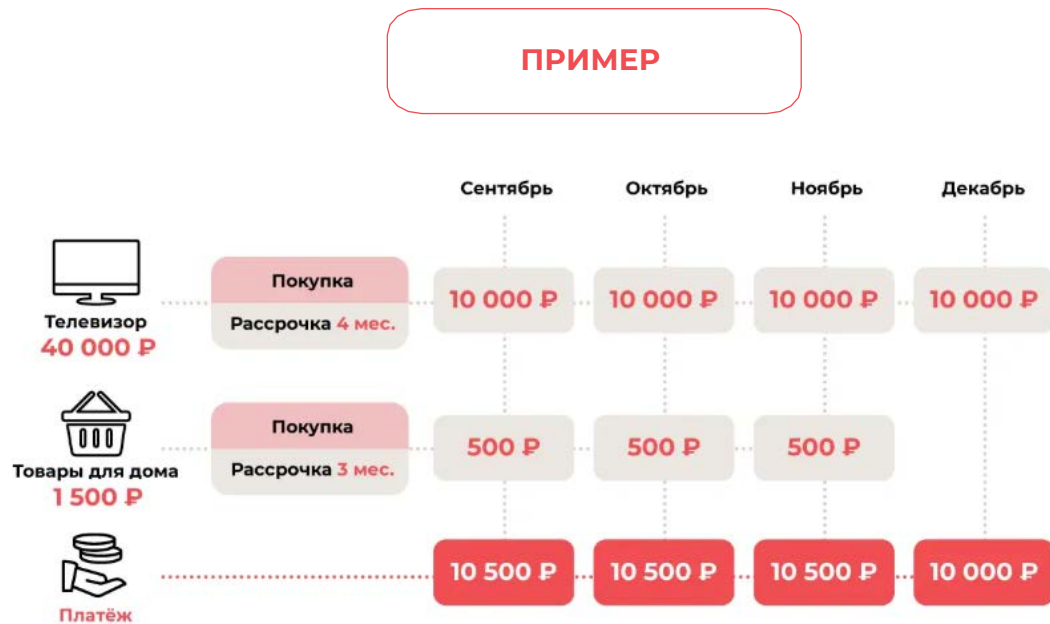 ПРИМЕР
Сентябрь Октябрь Ноябрь Декабрь
Покупка
Рассрочка 4 мес.
Телевизор
40 000 ₽
10 000 ₽ 10 000 ₽ 10 000 ₽ 10 000 ₽
Покупка
Рассрочка 3 мес.
Товары для дома
1 500 ₽
500 ₽ 500 ₽ 500 ₽
Платёж
10 500 ₽ 10 500 ₽ 10 500 ₽ 10 000 ₽